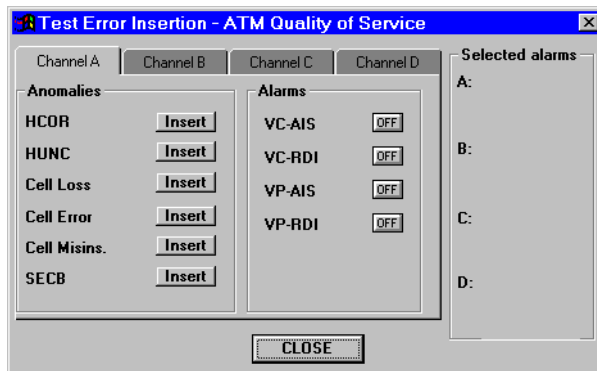 Test Error Insertion - ATM Quality of Service
Channel A Channel B Channel C Channel D
Anomalies
HCOR Insert
HUNC Insert
Cell Loss Insert
Cell Error Insert
Cell Misins. Insert
SECB Insert
Alarms
VC-AIS OFF
VC-RDI OFF
VP-AIS OFF
VP-RDI OFF
Selected alarms
A:
B:
C:
D:
CLOSE